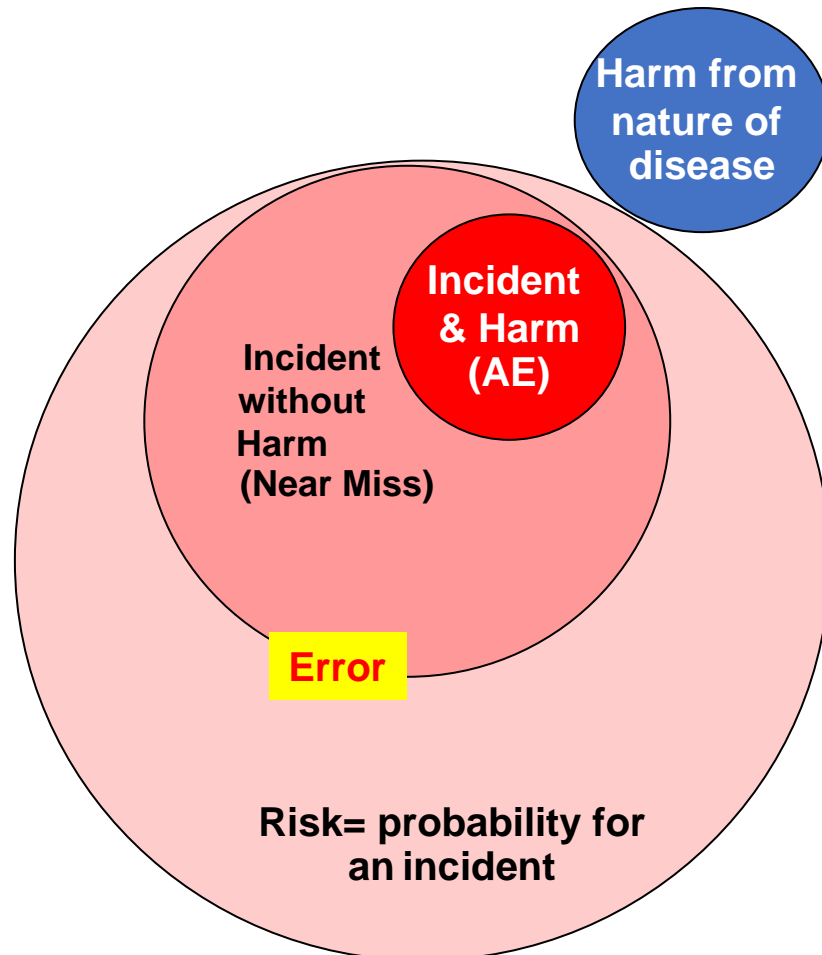 Harm from
nature of
disease
Incident
& Harm
(AE)
Incident
without
Harm
(Near Miss)
Error
Risk= probability for
an incident